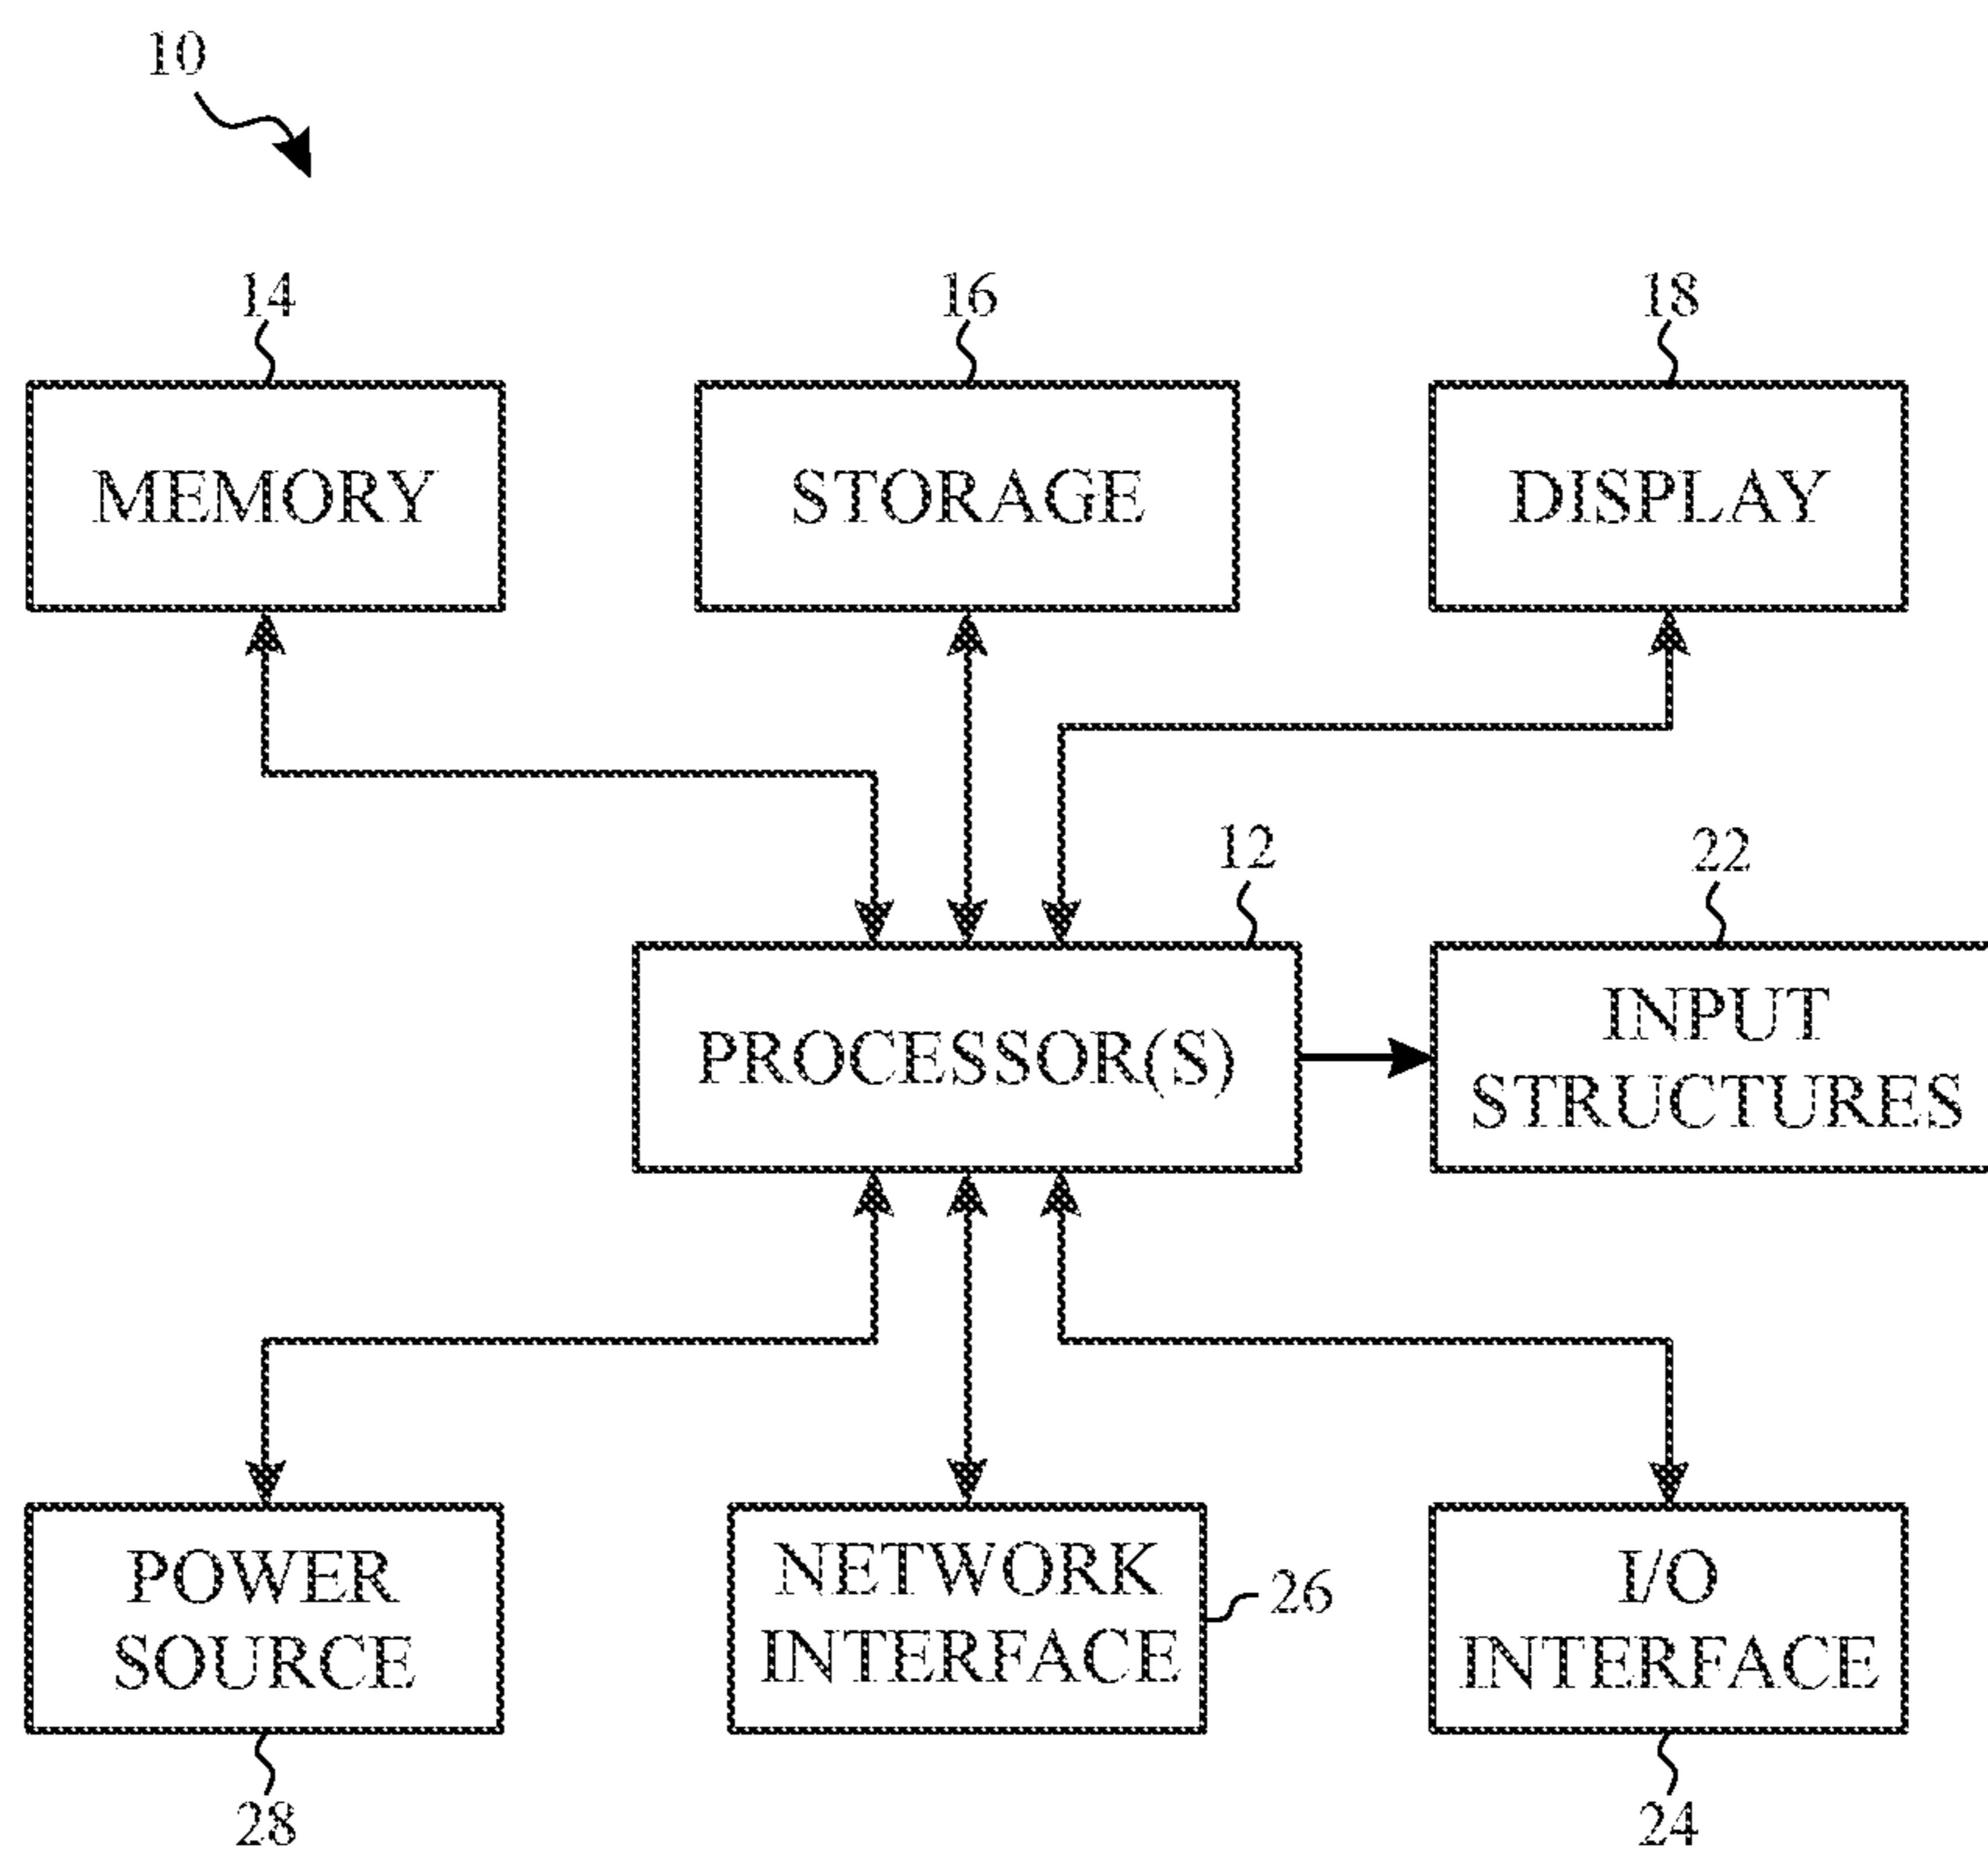 10
14
16
18
MEMORY
STORAGE
DISPLAY
12
22
PROCESSOR(S)
INPUT
STRUCTURES
POWER
SOURCE
NETWORK
INTERFACE
26
I/O
INTERFACE
28
24